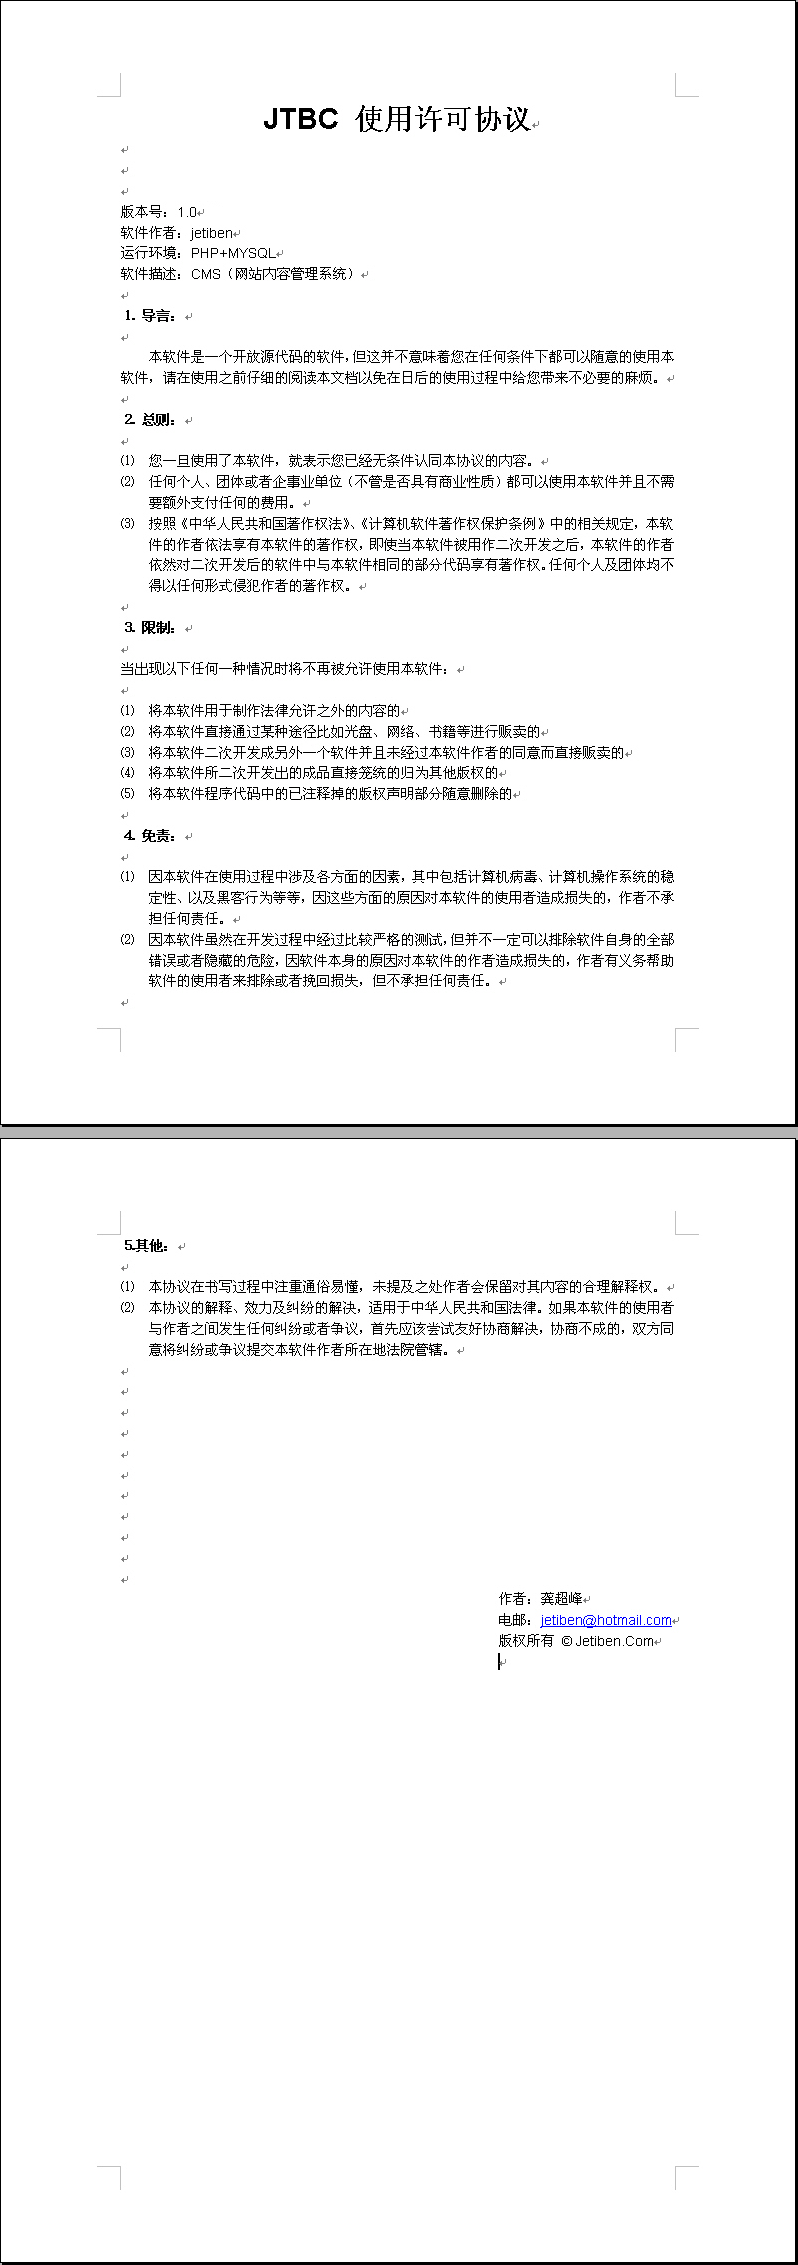 JTBC 使用许可协议
版本号：1.0
软件作者：jetiben
运行环境：PHP+MYSQL
软件描述：CMS（网站内容管理系统）
1. 导言：
本软件是一个开放源代码的软件，但这并不意味着您在任何条件下都可以随意的使用本
软件，请在使用之前仔细的阅读本文档以免在日后的使用过程中给您带来不必要的麻烦。
2. 总则：
⑴ 您一旦使用了本软件，就表示您已经无条件认同本协议的内容。
⑵ 任何个人、团体或者企事业单位（不管是否具有商业性质）都可以使用本软件并且不需
要额外支付任何的费用。
⑶ 按照《中华人民共和国著作权法》、《计算机软件著作权保护条例》中的相关规定，本软
件的作者依法享有本软件的著作权，即使当本软件被用作二次开发之后，本软件的作者
依然对二次开发后的软件中与本软件相同的部分代码享有著作权。任何个人及团体均不
得以任何形式侵犯作者的著作权。
3. 限制：
当出现以下任何一种情况时将不再被允许使用本软件：
⑴ 将本软件用于制作法律允许之外的内容的
⑵ 将本软件直接通过某种途径比如光盘、网络、书籍等进行贩卖的
⑶ 将本软件二次开发成另外一个软件并且未经过本软件作者的同意而直接贩卖的
⑷ 将本软件所二次开发出的成品直接笼统的归为其他版权的
⑸ 将本软件程序代码中的已注释掉的版权声明部分随意删除的
4. 免责：
⑴ 因本软件在使用过程中涉及各方面的因素，其中包括计算机病毒、计算机操作系统的稳
定性、以及黑客行为等等，因这些方面的原因对本软件的使用者造成损失的，作者不承
担任何责任。
⑵ 因本软件虽然在开发过程中经过比较严格的测试，但并不一定可以排除软件自身的全部
错误或者隐藏的危险，因软件本身的原因对本软件的作者造成损失的，作者有义务帮助
软件的使用者来排除或者挽回损失，但不承担任何责任。
5.其他：
⑴ 本协议在书写过程中注重通俗易懂，未提及之处作者会保留对其内容的合理解释权。
⑵ 本协议的解释、效力及纠纷的解决，适用于中华人民共和国法律。如果本软件的使用者
与作者之间发生任何纠纷或者争议，首先应该尝试友好协商解决，协商不成的，双方同
意将纠纷或争议提交本软件作者所在地法院管辖。
作者：龚超峰
电邮：jetiben@hotmail.com
版权所有 © Jetiben.Com